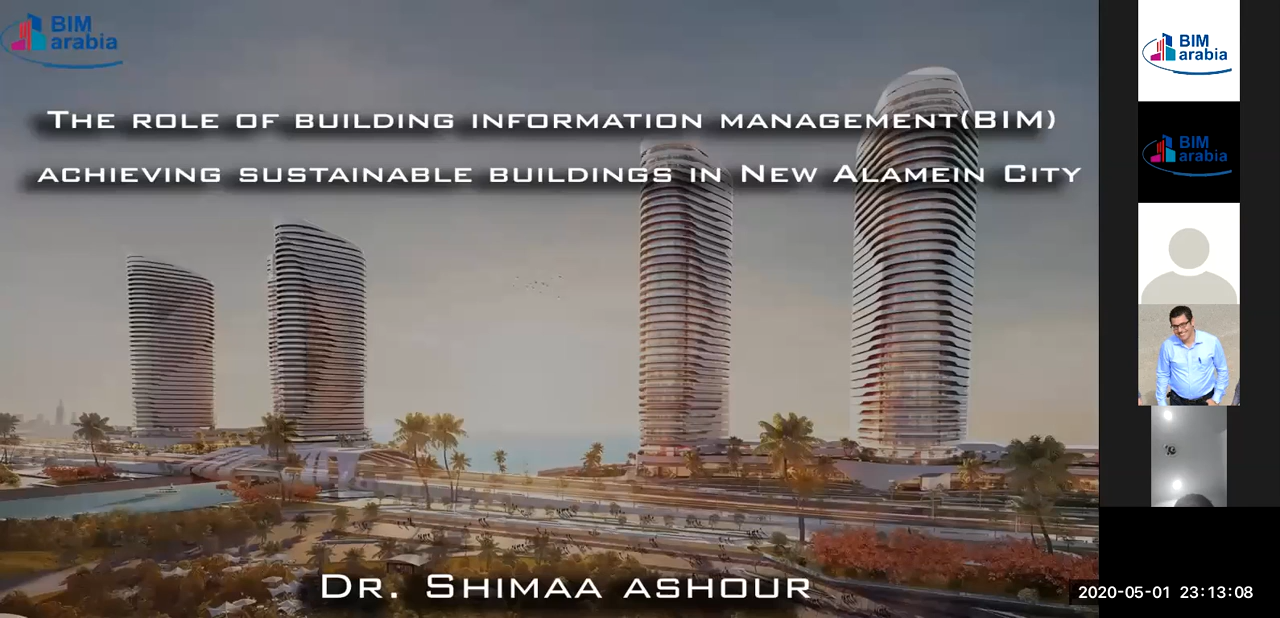 BIM
arabia
The role of building information management(BIM)
achieving sustainable buildings in New Alamein City
Dr. Shimaa ashour
BIM
arabia
BIM
arabia
2020-05-01 23:13:08